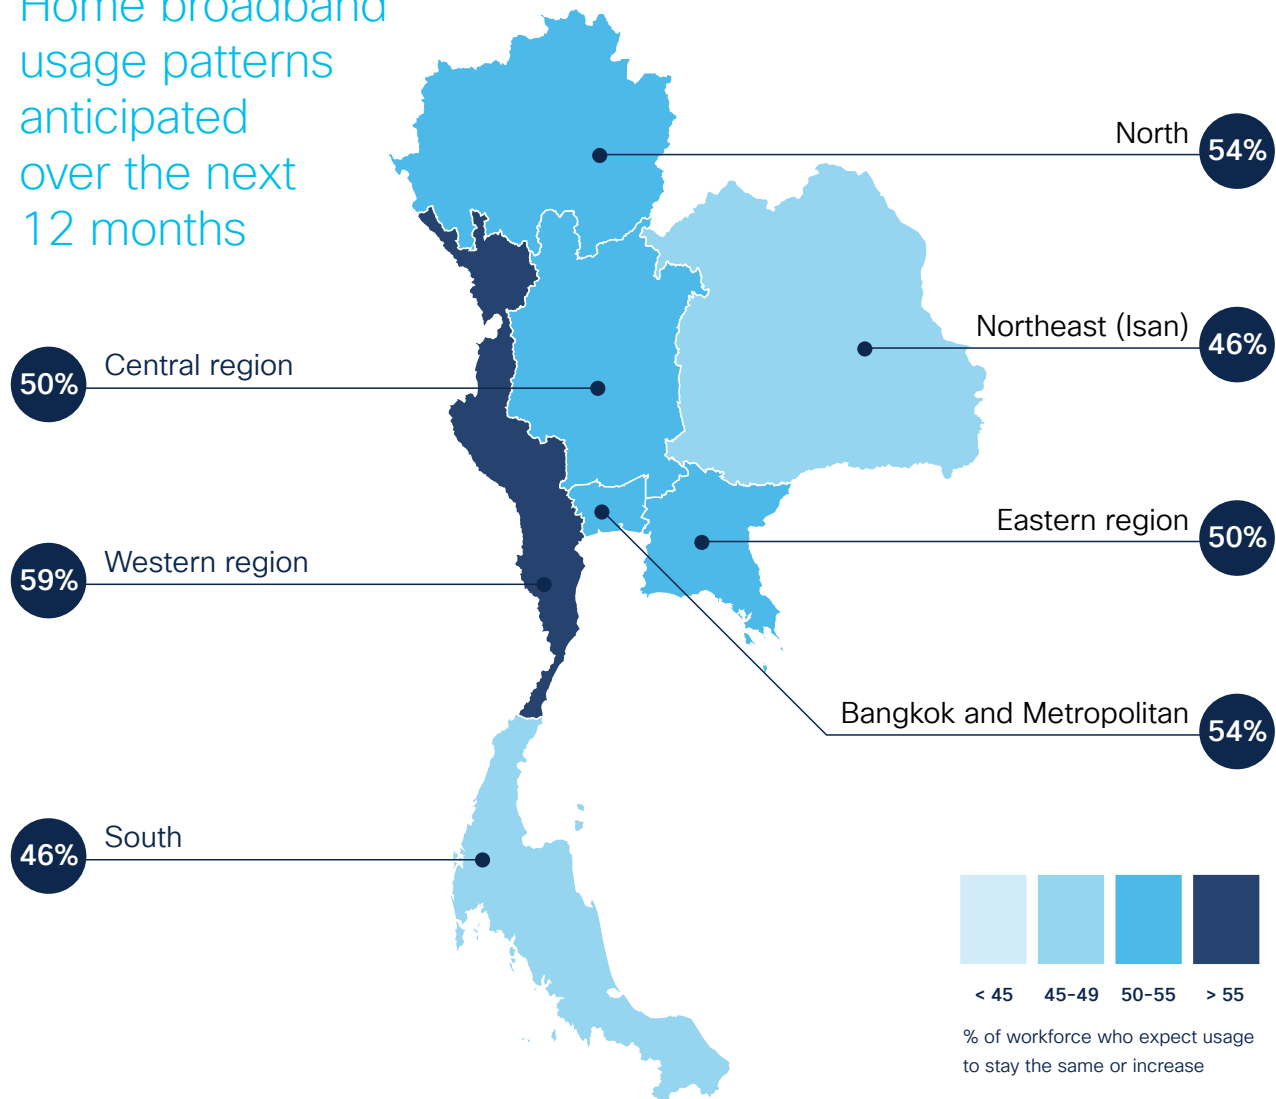 Home broadband
usage patterns
anticipated
over the next
12 months
North
54%
Northeast (Isan)
46%
Central region
50%
Eastern region
50%
Western region
59%
Bangkok and Metropolitan
54%
South
46%
< 45 45-49 50-55 > 55
% of workforce who expect usage
to stay the same or increase